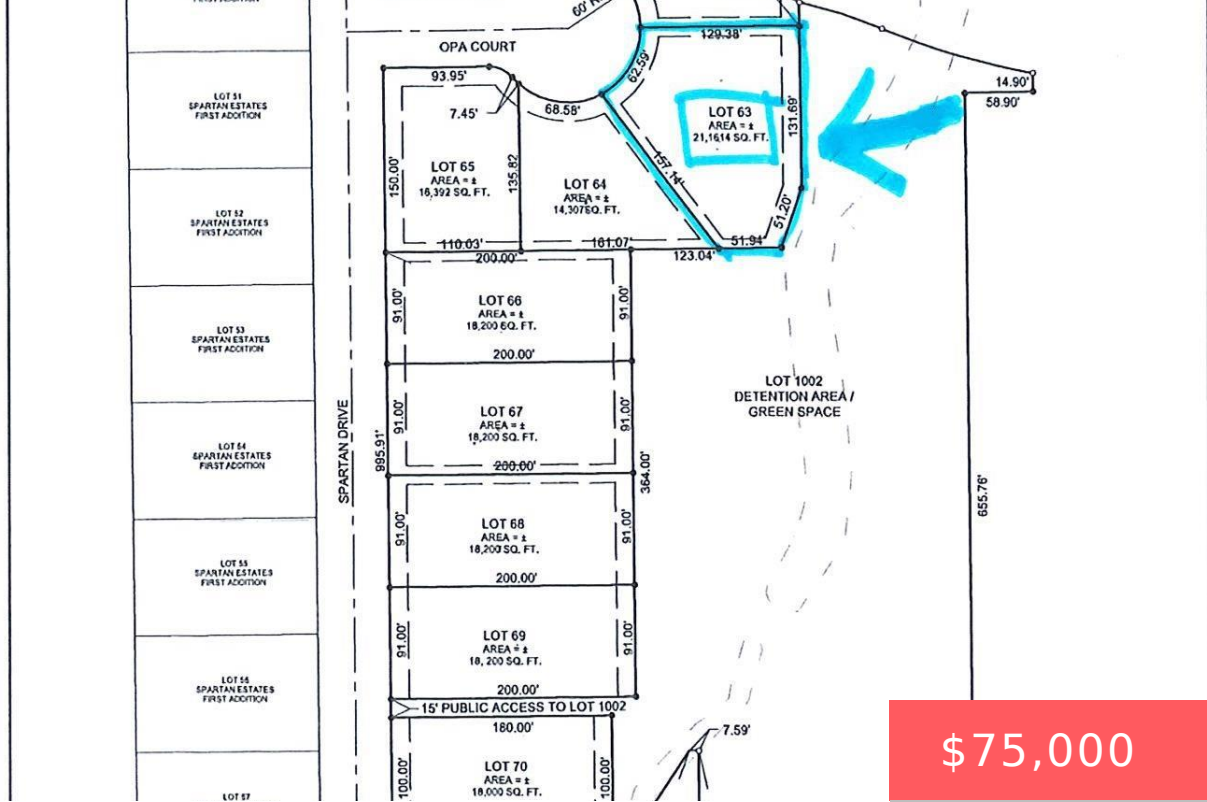 60'
OPA COURT
93.95'
7.45'
68.58'
62.59'
129.38'
14.90'
58.90'
LOT 51
SPARTAN ESTATES
FIRST ADDITION
LOT 63
AREA = ±
21,1614 SQ. FT.
131.69'
150.00'
LOT 65
AREA = ±
16,392 SQ. FT.
135.82
LOT 64
AREA = ±
14,307SQ. FT.
157.14'
51.20'
LOT 52
SPARTAN ESTATES
FIRST ADDITION
110.03'
161.07'
51.94'
200.00'
123.04'
91.00'
LOT 66
AREA = ±
18,200 SQ. FT.
91.00'
LOT 53
SPARTAN ESTATES
FIRST ADDITION
200.00'
LOT 1002
DETENTION AREA /
GREEN SPACE
SPARTAN DRIVE
995.91'
91.00'
LOT 67
AREA = ±
18,200 SQ. FT.
91.00'
LOT 54
SPARTAN ESTATES
FIRST ADDITION
200.00'
364.00'
655.76'
91.00'
LOT 68
AREA = ±
18,200 SQ. FT.
91.00'
LOT 55
SPARTAN ESTATES
FIRST ADDITION
200.00'
91.00'
LOT 69
AREA = ±
18, 200 SQ. FT.
91.00'
LOT 56
SPARTAN ESTATES
FIRST ADDITION
200.00'
15' PUBLIC ACCESS TO LOT 1002
180.00'
7.59'
100.00'
LOT 70
AREA = ±
18,000 SQ. FT.
100.00'
LOT 57
$75,000